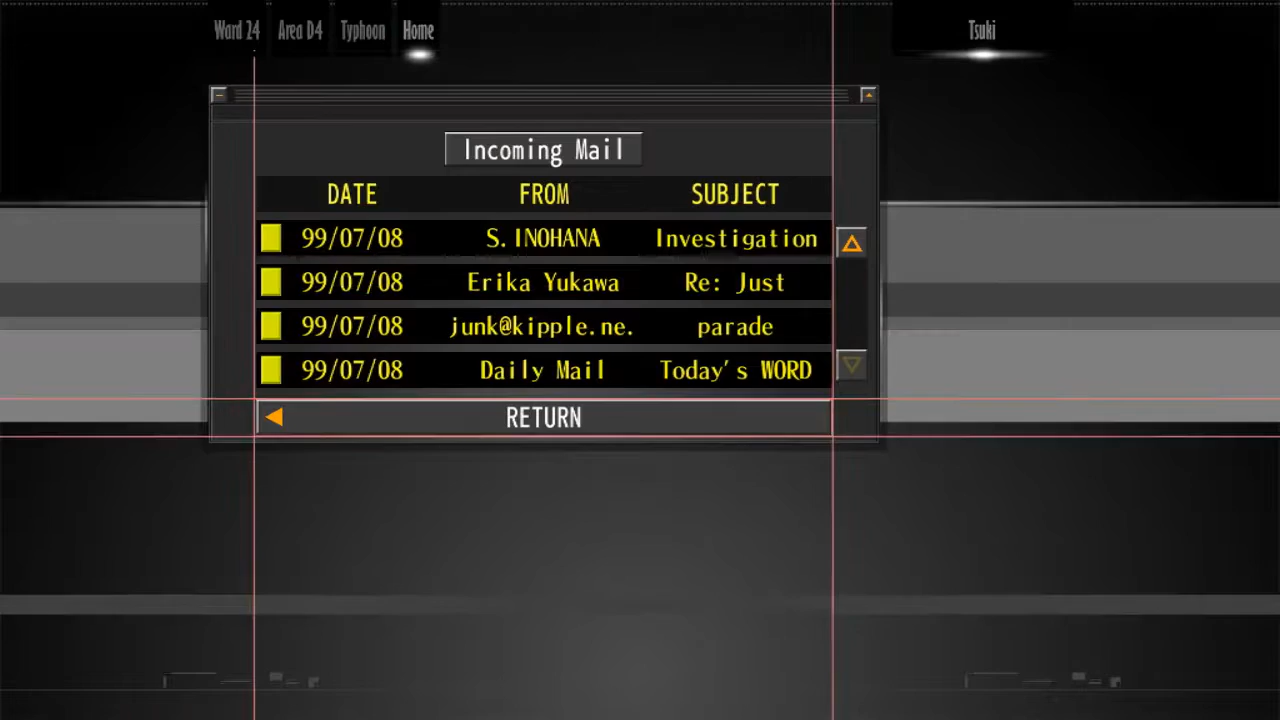 Ward 24 Area D4 Typhoon Home Tsuki
Incoming Mail
DATE FROM SUBJECT
99/07/08 S.INOHANA Investigation
99/07/08 Erika Yukawa Re: Just
99/07/08 junk@kipple.ne. parade
99/07/08 Daily Mail Today's WORD
RETURN